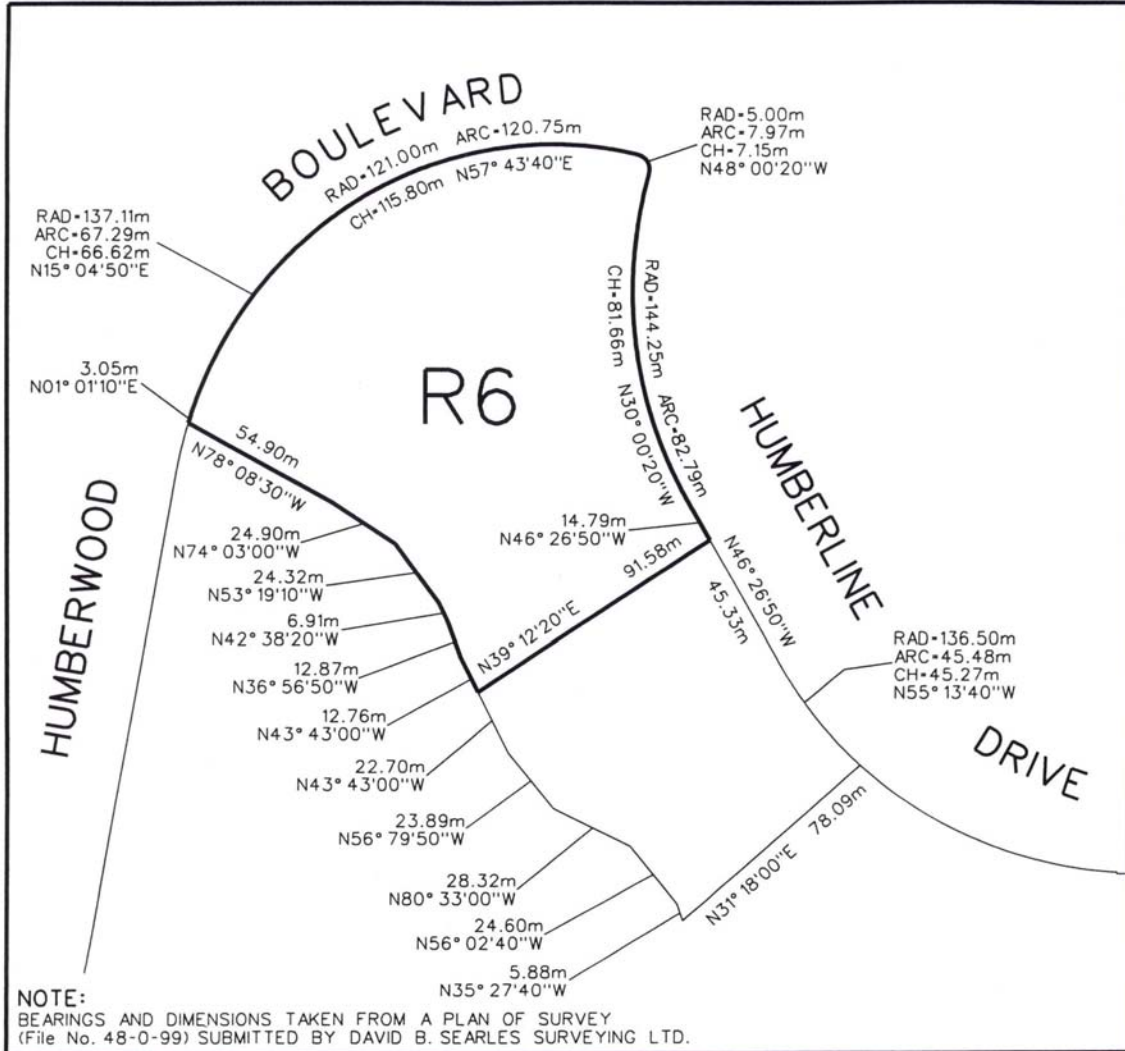 BOULEVARD
RAD=121.00m ARC=120.75m
CH=115.80m N57° 43'40"E
RAD=5.00m
ARC=7.97m
CH=7.15m
N48° 00'20"W
RAD=137.11m
ARC=67.29m
CH=66.62m
N15° 04'50"E
3.05m
N01° 01'10"E
R6
RAD=144.25m ARC=82.79m
CH=81.66m N30° 00'20"W
HUMBERLINE
DRIVE
HUMBERWOOD
54.90m
N78° 08'30"W
24.90m
N74° 03'00"W
24.32m
N53° 19'10"W
6.91m
N42° 38'20"W
12.87m
N36° 56'50"W
12.76m
N43° 43'00"W
14.79m
N46° 26'50"W
91.58m
N39° 12'20"E
N46° 26'50"W
45.33m
RAD=136.50m
ARC=45.48m
CH=45.27m
N55° 13'40"W
22.70m
N43° 43'00"W
23.89m
N56° 79'50"W
28.32m
N80° 33'00"W
24.60m
N56° 02'40"W
5.88m
N35° 27'40"W
N31° 18'00"E 78.09m
NOTE:
BEARINGS AND DIMENSIONS TAKEN FROM A PLAN OF SURVEY
(File No. 48-0-99) SUBMITTED BY DAVID B. SEARLES SURVEYING LTD.